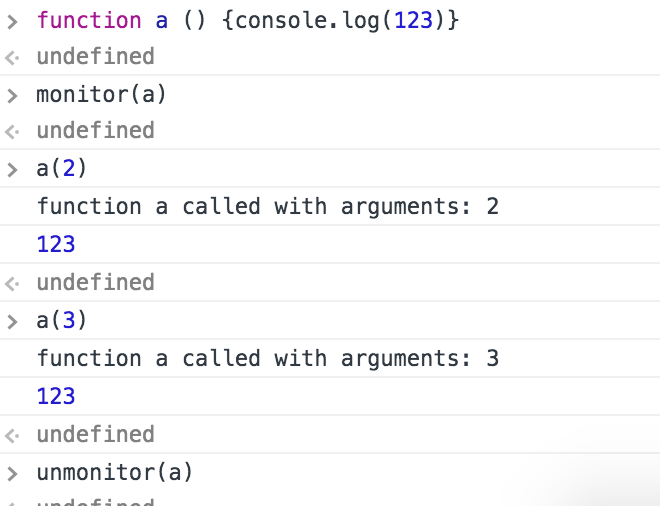 > function a () {console.log(123)}
<· undefined
> monitor(a)
<· undefined
> a(2)
function a called with arguments: 2
123
<· undefined
> a(3)
function a called with arguments: 3
123
<· undefined
> unmonitor(a)
undefined